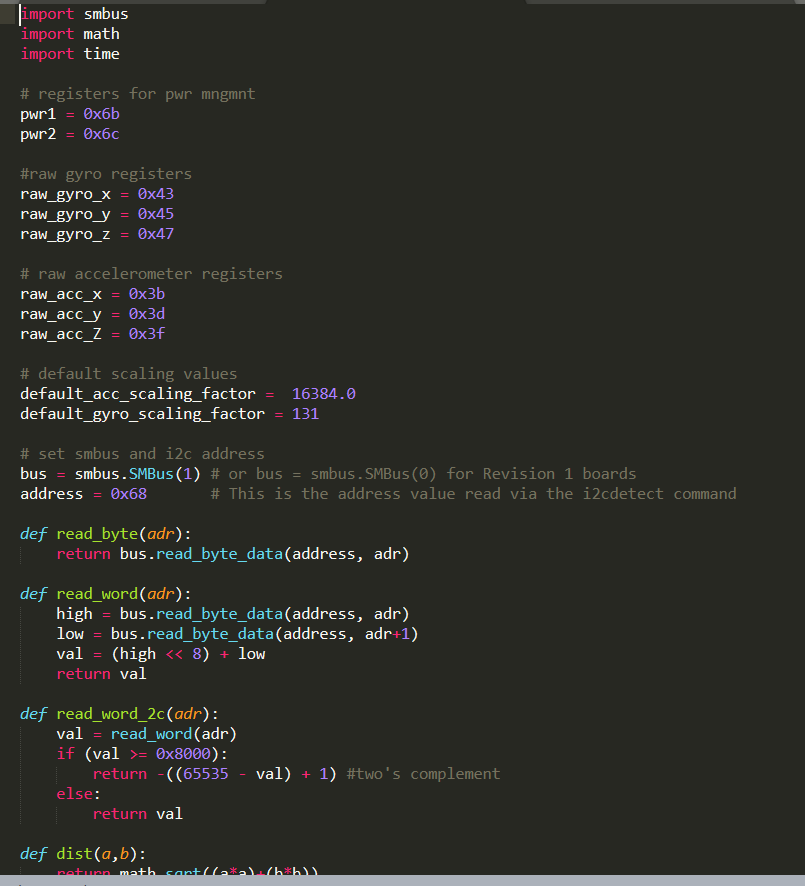 import smbus
import math
import time
# registers for pwr mngmnt
pwr1 = 0x6b
pwr2 = 0x6c
#raw gyro registers
raw_gyro_x = 0x43
raw_gyro_y = 0x45
raw_gyro_z = 0x47
# raw accelerometer registers
raw_acc_x = 0x3b
raw_acc_y = 0x3d
raw_acc_Z = 0x3f
# default scaling values
default_acc_scaling_factor =  16384.0
default_gyro_scaling_factor = 131
# set smbus and i2c address
bus = smbus.SMBus(1) # or bus = smbus.SMBus(0) for Revision 1 boards
address = 0x68       # This is the address value read via the i2cdetect command
def read_byte(adr):
    return bus.read_byte_data(address, adr)
def read_word(adr):
    high = bus.read_byte_data(address, adr)
    low = bus.read_byte_data(address, adr+1)
    val = (high << 8) + low
    return val
def read_word_2c(adr):
    val = read_word(adr)
    if (val >= 0x8000):
        return -((65535 - val) + 1) #two's complement
    else:
        return val
def dist(a,b):
    return math.sqrt((a*a)+(b*b))